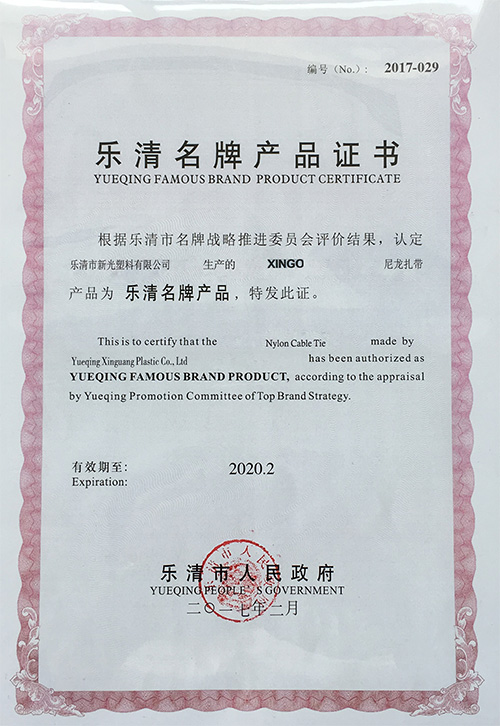 编号（No.）： 2017-029
乐清名牌产品证书
YUEQING FAMOUS BRAND PRODUCT CERTIFICATE
根据乐清市名牌战略推进委员会评价结果，认定
乐清市新光塑料有限公司 生产的 XINGO 尼龙扎带
产品为 乐清名牌产品，特发此证。
This is to certify that the Nylon Cable Tie made by
Yueqing Xinguang Plastic Co., Ltd has been authorized as
YUEQING FAMOUS BRAND PRODUCT, according to the appraisal
by Yueqing Promotion Committee of Top Brand Strategy.
有效期至： 2020.2
Expiration:
乐清市人民政府
YUEQING PEOPLE'S GOVERNMENT
二〇一七年二月